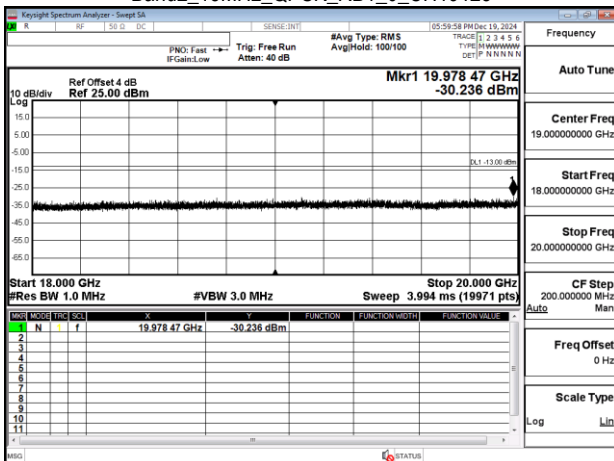 Keysight Spectrum Analyzer - Swept SA
R RF 50 Ω DC SENSE:INT 05:59:58 PM Dec 19, 2024
#Avg Type: RMS TRACE 1 2 3 4 5 6
PNO: Fast Trig: Free Run Avg|Hold: 100/100 TYPE M WWWWW
IFGain:Low Atten: 40 dB DET P N N N N N
Mkr1 19.978 47 GHz
Ref Offset 4 dB
10 dB/div Ref 25.00 dBm -30.236 dBm
Log
15.0
5.00
-5.00
DL1 -13.00 dBm
-15.0
1
-25.0
-35.0
-45.0
-55.0
-65.0
Start 18.000 GHz Stop 20.000 GHz
#Res BW 1.0 MHz #VBW 3.0 MHz Sweep 3.994 ms (19971 pts)
MKR MODE TRC SCL X Y FUNCTION FUNCTION WIDTH FUNCTION VALUE
1 N 1 f 19.978 47 GHz -30.236 dBm
2
3
4
5
6
7
8
9
10
11
MSG STATUS
Frequency
Auto Tune
Center Freq
19.000000000 GHz
Start Freq
18.000000000 GHz
Stop Freq
20.000000000 GHz
CF Step
200.000000 MHz
Auto Man
Freq Offset
0 Hz
Scale Type
Log Lin